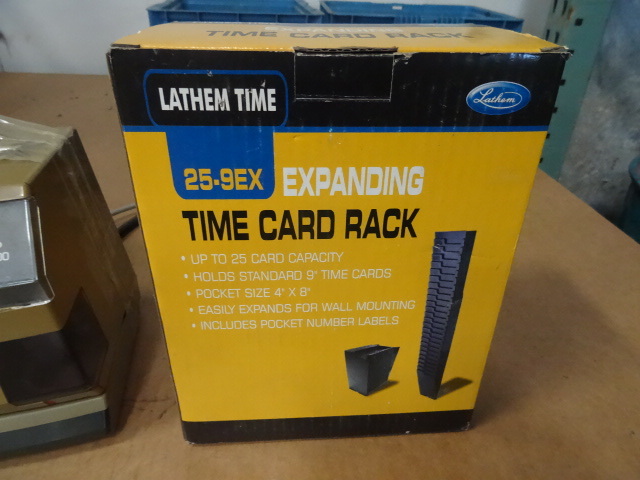 TIME CARD RACK
LATHEM TIME
Lathem
25-9EX EXPANDING
TIME CARD RACK
• UP TO 25 CARD CAPACITY
• HOLDS STANDARD 9" TIME CARDS
• POCKET SIZE 4" X 8"
• EASILY EXPANDS FOR WALL MOUNTING
• INCLUDES POCKET NUMBER LABELS